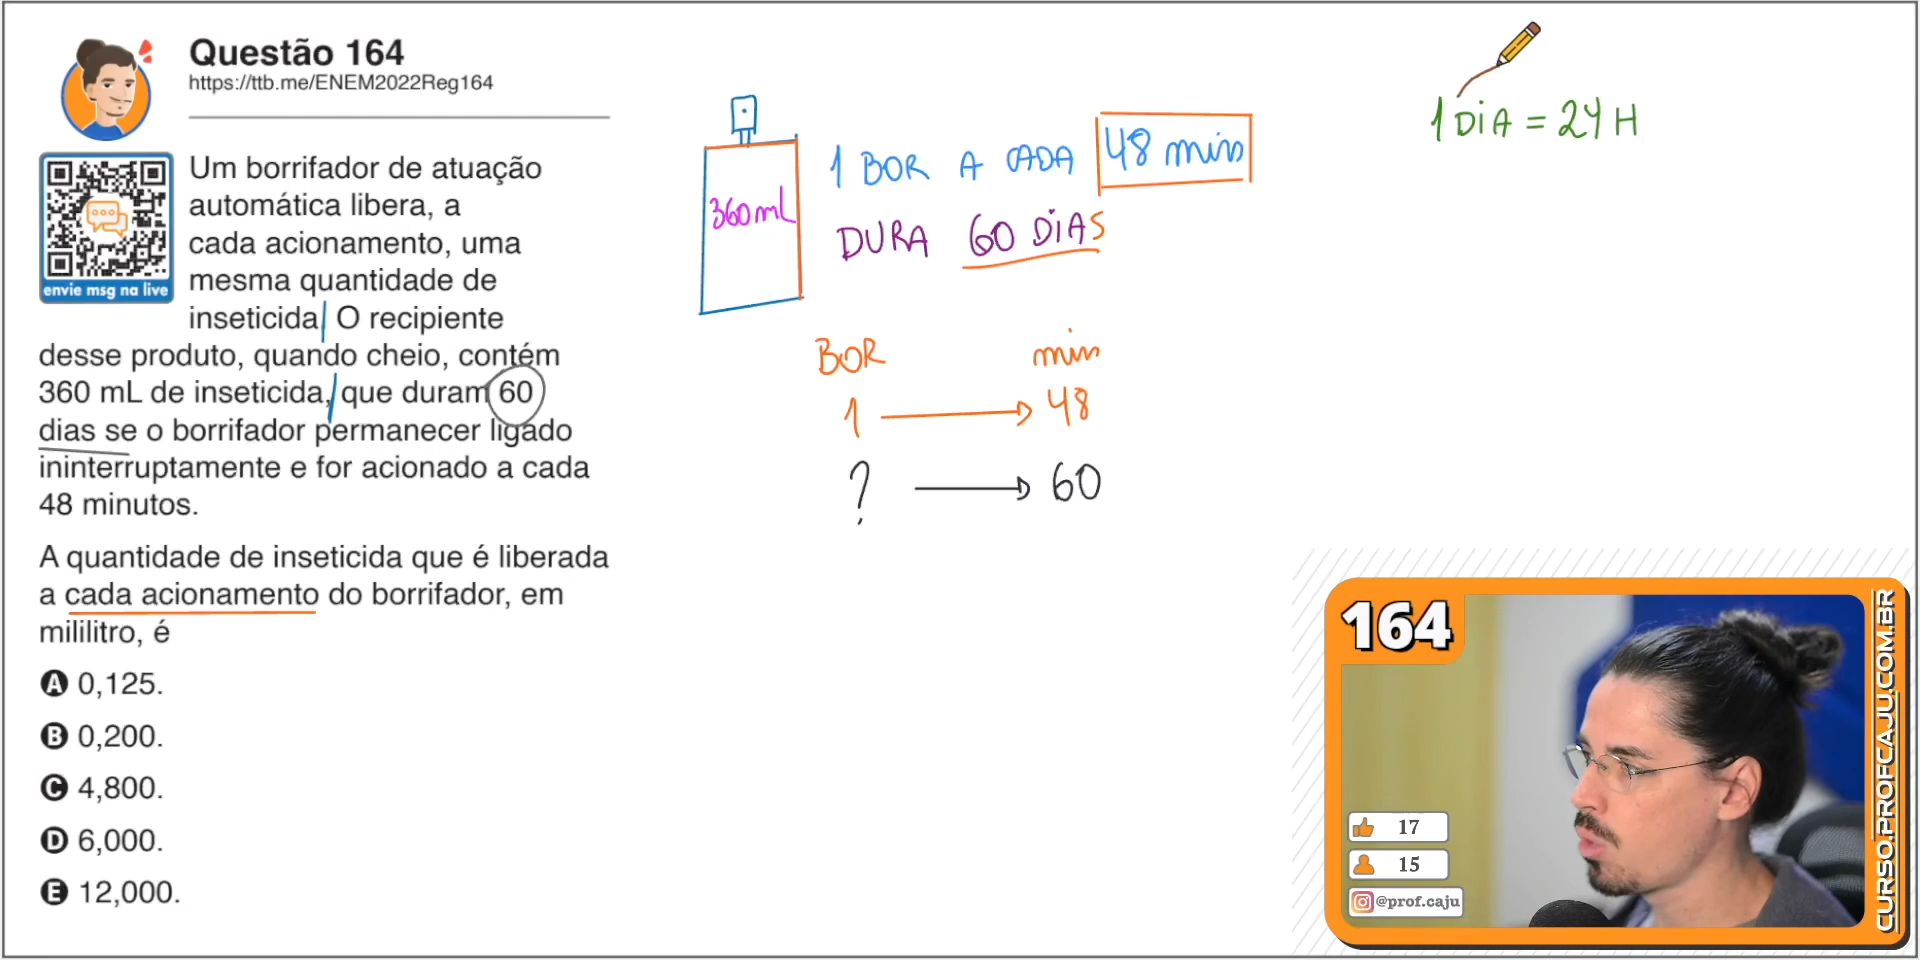 Questão 164
https://ttb.me/ENEM2022Reg164
envie msg na live
Um borrifador de atuação
automática libera, a
cada acionamento, uma
mesma quantidade de
inseticida. O recipiente
desse produto, quando cheio, contém
360 mL de inseticida, que duram 60
dias se o borrifador permanecer ligado
ininterruptamente e for acionado a cada
48 minutos.
A quantidade de inseticida que é liberada
a cada acionamento do borrifador, em
mililitro, é
A 0,125.
B 0,200.
C 4,800.
D 6,000.
E 12,000.
360mL
1 BOR A CADA 48 min
DURA 60 DiAS
BOR min
1 48
? 60
1 DiA = 24 H
164
17
15
@prof.caju
CURSO.PROFCAJU.COM.BR